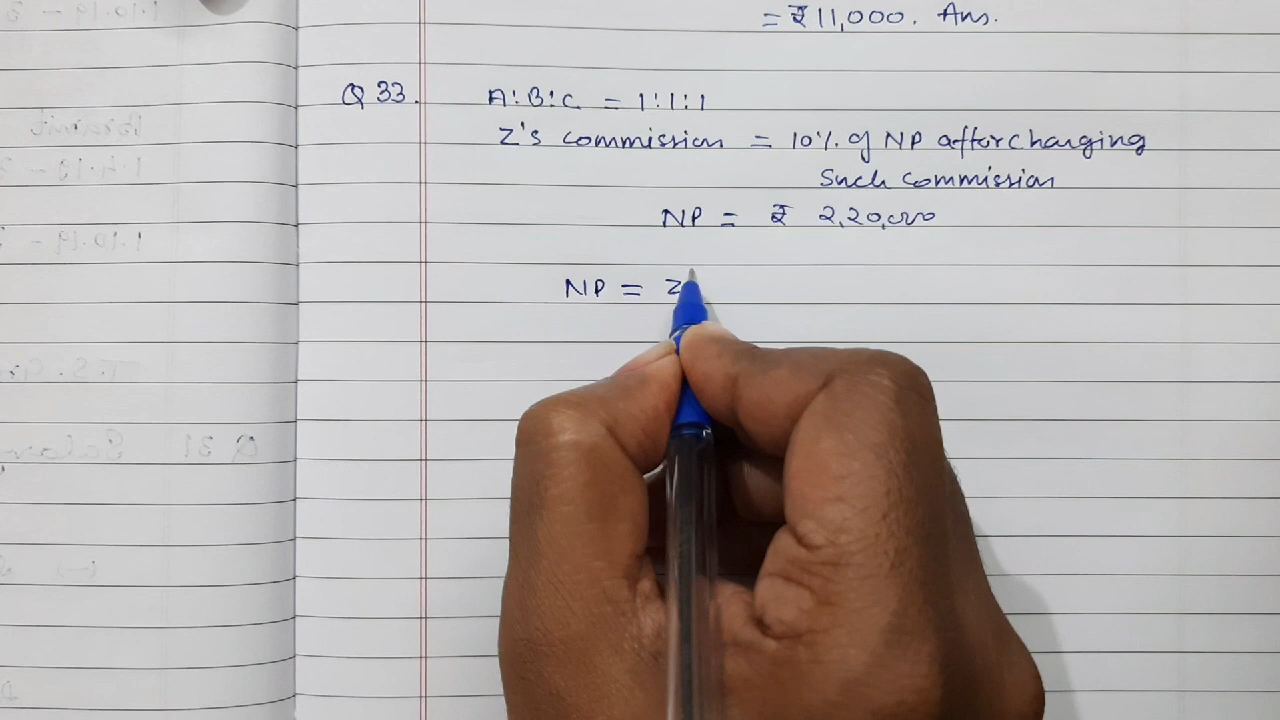 = ₹ 11,000. Ans.
Q 33. A:B:C = 1:1:1
Z's commission = 10% of NP after charging
Such commission
NP = ₹ 2,20,000
NP = 2